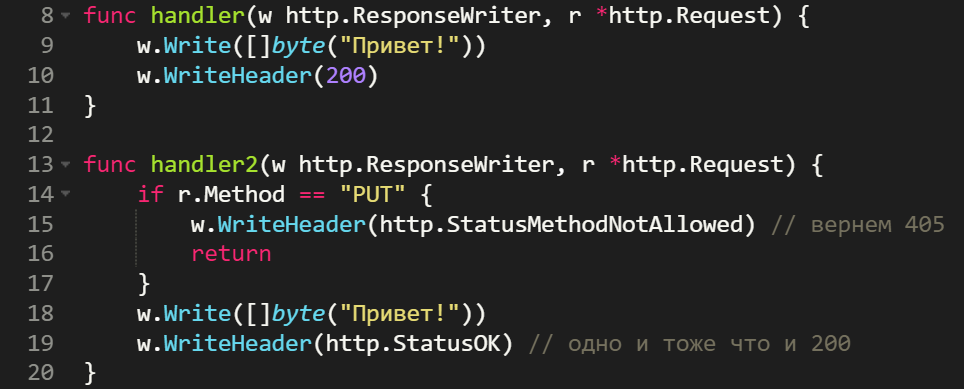 8 func handler(w http.ResponseWriter, r *http.Request) {
9     w.Write([]byte("Привет!"))
10     w.WriteHeader(200)
11 }
12
13 func handler2(w http.ResponseWriter, r *http.Request) {
14     if r.Method == "PUT" {
15         w.WriteHeader(http.StatusMethodNotAllowed) // вернем 405
16         return
17     }
18     w.Write([]byte("Привет!"))
19     w.WriteHeader(http.StatusOK) // одно и тоже что и 200
20 }